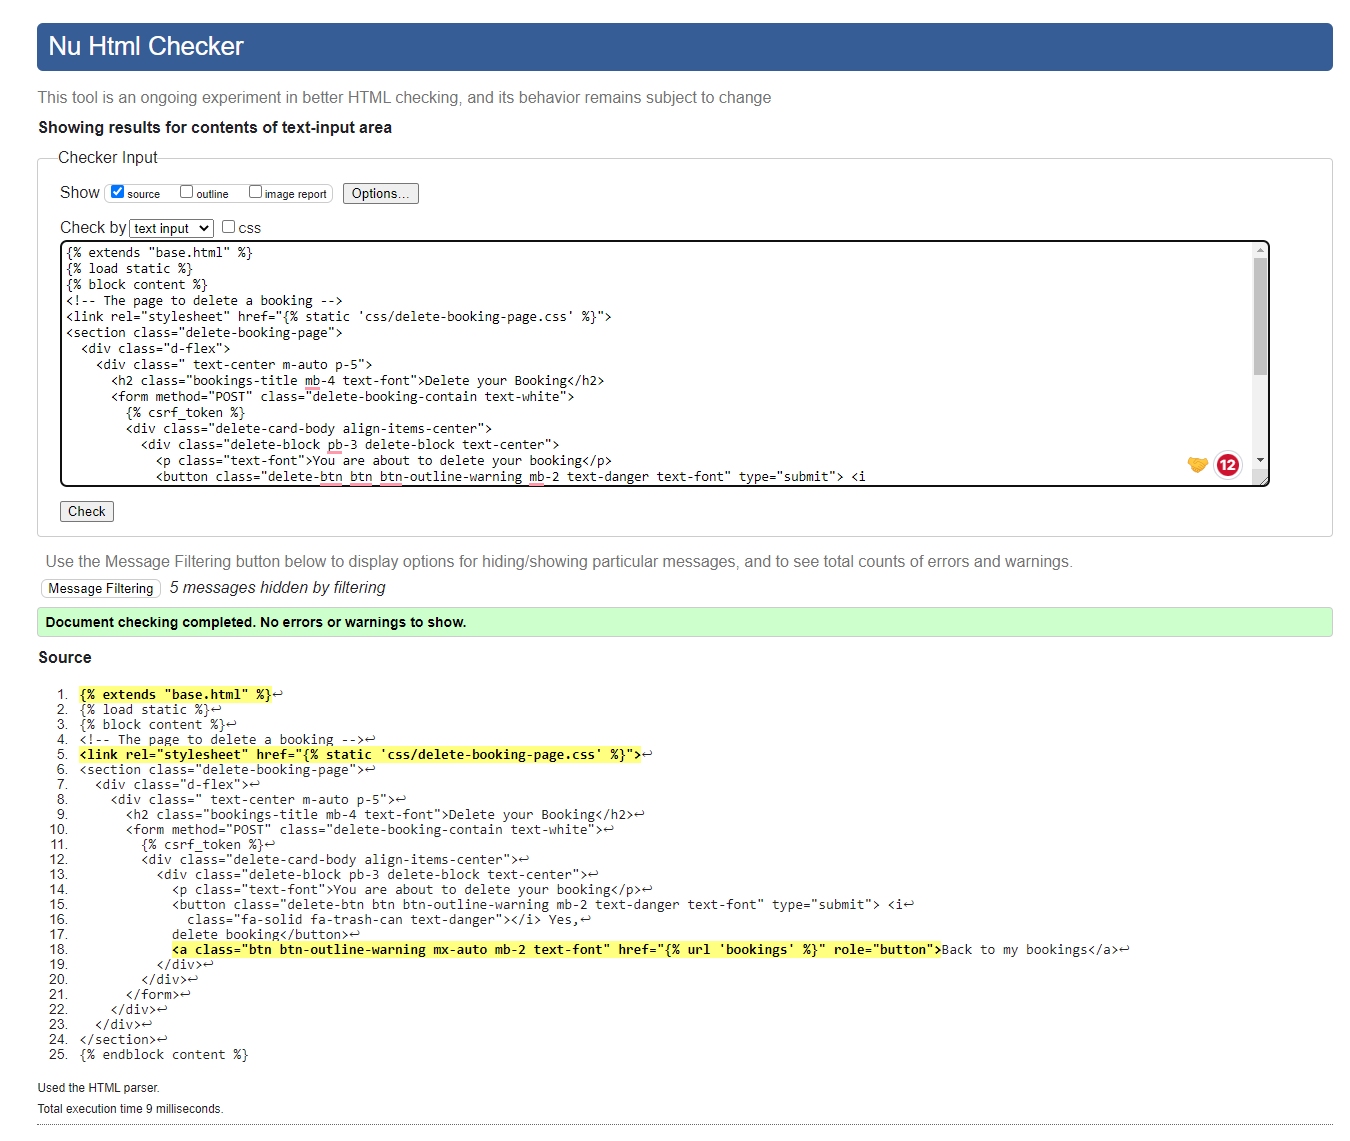 Nu Html Checker
This tool is an ongoing experiment in better HTML checking, and its behavior remains subject to change
Showing results for contents of text-input area
Checker Input
Show source outline image report Options...
Check by text input css
{% extends "base.html" %}
{% load static %}
{% block content %}
<!-- The page to delete a booking -->
<link rel="stylesheet" href="{% static 'css/delete-booking-page.css' %}">
<section class="delete-booking-page">
  <div class="d-flex">
    <div class=" text-center m-auto p-5">
      <h2 class="bookings-title mb-4 text-font">Delete your Booking</h2>
      <form method="POST" class="delete-booking-contain text-white">
        {% csrf_token %}
        <div class="delete-card-body align-items-center">
          <div class="delete-block pb-3 delete-block text-center">
            <p class="text-font">You are about to delete your booking</p>
            <button class="delete-btn btn btn-outline-warning mb-2 text-danger text-font" type="submit"> <i
12
Check
Use the Message Filtering button below to display options for hiding/showing particular messages, and to see total counts of errors and warnings.
Message Filtering 5 messages hidden by filtering
Document checking completed. No errors or warnings to show.
Source
1. {% extends "base.html" %}↩
2. {% load static %}↩
3. {% block content %}↩
4. <!-- The page to delete a booking -->↩
5. <link rel="stylesheet" href="{% static 'css/delete-booking-page.css' %}">↩
6. <section class="delete-booking-page">↩
7.   <div class="d-flex">↩
8.     <div class=" text-center m-auto p-5">↩
9.       <h2 class="bookings-title mb-4 text-font">Delete your Booking</h2>↩
10.       <form method="POST" class="delete-booking-contain text-white">↩
11.         {% csrf_token %}↩
12.         <div class="delete-card-body align-items-center">↩
13.           <div class="delete-block pb-3 delete-block text-center">↩
14.             <p class="text-font">You are about to delete your booking</p>↩
15.             <button class="delete-btn btn btn-outline-warning mb-2 text-danger text-font" type="submit"> <i↩
16.               class="fa-solid fa-trash-can text-danger"></i> Yes,↩
17.             delete booking</button>↩
18.             <a class="btn btn-outline-warning mx-auto mb-2 text-font" href="{% url 'bookings' %}" role="button">Back to my bookings</a>↩
19.           </div>↩
20.         </div>↩
21.       </form>↩
22.     </div>↩
23.   </div>↩
24. </section>↩
25. {% endblock content %}
Used the HTML parser.
Total execution time 9 milliseconds.